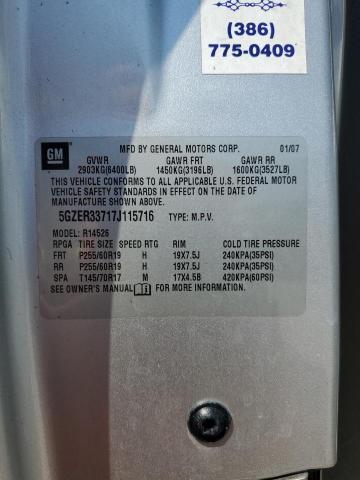 (386)
775-0409
GM
MFD BY GENERAL MOTORS CORP. 01/07
GVWR GAWR FRT GAWR RR
2903KG(6400LB) 1450KG(3196LB) 1600KG(3527LB)
THIS VEHICLE CONFORMS TO ALL APPLICABLE U.S. FEDERAL MOTOR
VEHICLE SAFETY STANDARDS IN EFFECT ON THE DATE OF
MANUFACTURE SHOWN ABOVE.
5GZER33717J115716 TYPE: M.P.V.
MODEL: R14526
RPGA TIRE SIZE SPEED RTG RIM COLD TIRE PRESSURE
FRT P255/60R19 H 19X7.5J 240KPA(35PSI)
RR P255/60R19 H 19X7.5J 240KPA(35PSI)
SPA T145/70R17 M 17X4.5B 420KPA(60PSI)
SEE OWNER'S MANUAL FOR MORE INFORMATION.